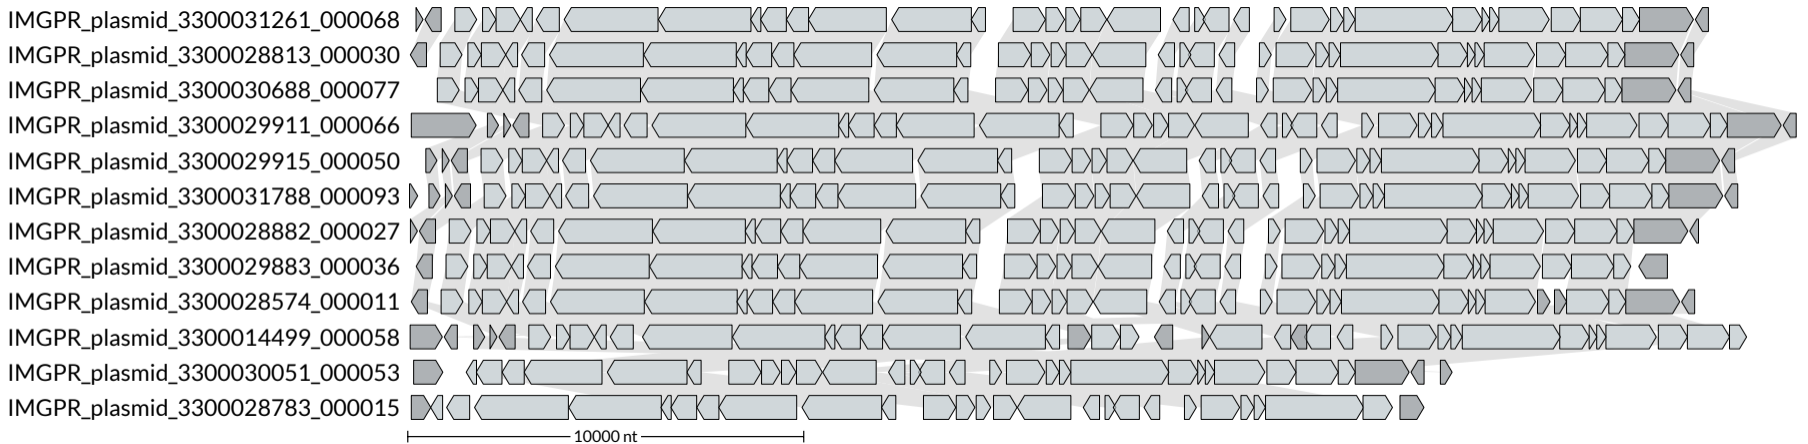 IMGPR_plasmid_3300031261_000068
IMGPR_plasmid_3300028813_000030
IMGPR_plasmid_3300030688_000077
IMGPR_plasmid_3300029911_000066
IMGPR_plasmid_3300029915_000050
IMGPR_plasmid_3300031788_000093
IMGPR_plasmid_3300028882_000027
IMGPR_plasmid_3300029883_000036
IMGPR_plasmid_3300028574_000011
IMGPR_plasmid_3300014499_000058
IMGPR_plasmid_3300030051_000053
IMGPR_plasmid_3300028783_000015
10000 nt